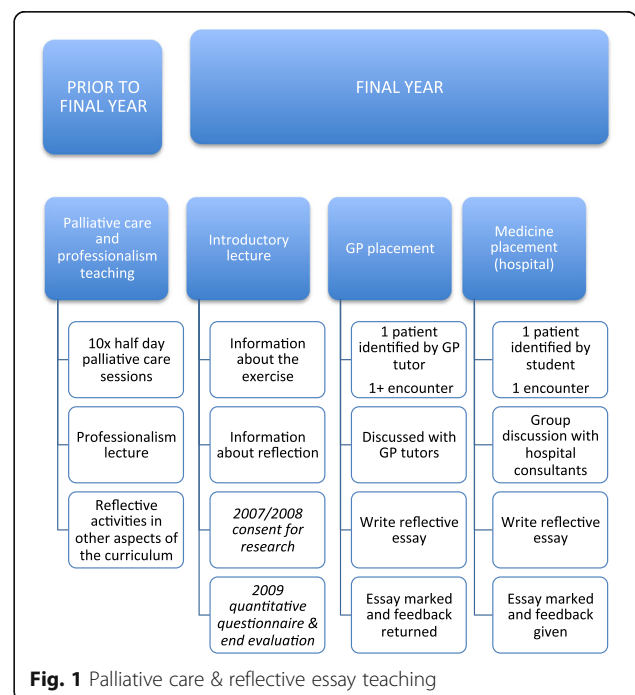 PRIOR TO
FINAL YEAR
FINAL YEAR
Palliative care
and
professionalism
teaching
10x half day
palliative care
sessions
Professionalism
lecture
Reflective
activities in
other aspects of
the curriculum
Introductory
lecture
Information
about the
exercise
Information
about reflection
2007/2008
consent for
research
2009
quantitative
questionnaire &
end evaluation
GP placement
1 patient
identified by GP
tutor
1+ encounter
Discussed with
GP tutors
Write reflective
essay
Essay marked
and feedback
returned
Medicine
placement
(hospital)
1 patient
identified by
student
1 encounter
Group
discussion with
hospital
consultants
Write reflective
essay
Essay marked
and feedback
given
Fig. 1 Palliative care & reflective essay teaching